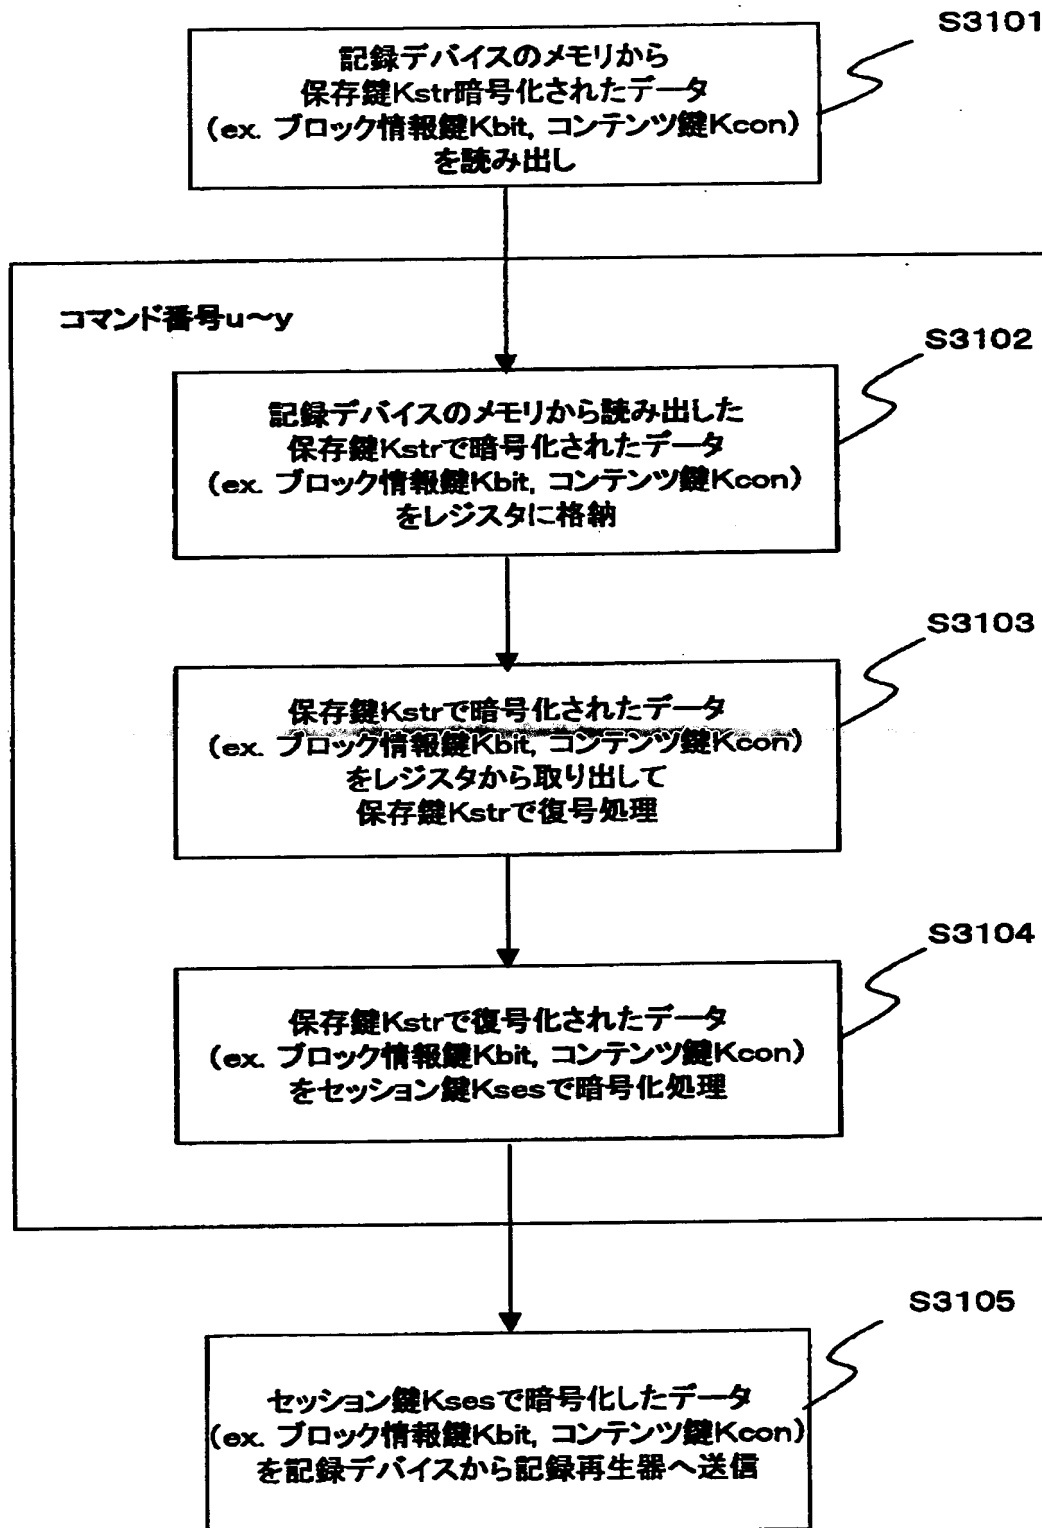 S3101
記録デバイスのメモリから
保存鍵Kstr暗号化されたデータ
(ex. ブロック情報鍵Kbit, コンテンツ鍵Kcon)
を読み出し
コマンド番号u～y
S3102
記録デバイスのメモリから読み出した
保存鍵Kstrで暗号化されたデータ
(ex. ブロック情報鍵Kbit, コンテンツ鍵Kcon)
をレジスタに格納
S3103
保存鍵Kstrで暗号化されたデータ
(ex. ブロック情報鍵Kbit, コンテンツ鍵Kcon)
をレジスタから取り出して
保存鍵Kstrで復号処理
S3104
保存鍵Kstrで復号化されたデータ
(ex. ブロック情報鍵Kbit, コンテンツ鍵Kcon)
をセッション鍵Ksesで暗号化処理
S3105
セッション鍵Ksesで暗号化したデータ
(ex. ブロック情報鍵Kbit, コンテンツ鍵Kcon)
を記録デバイスから記録再生器へ送信